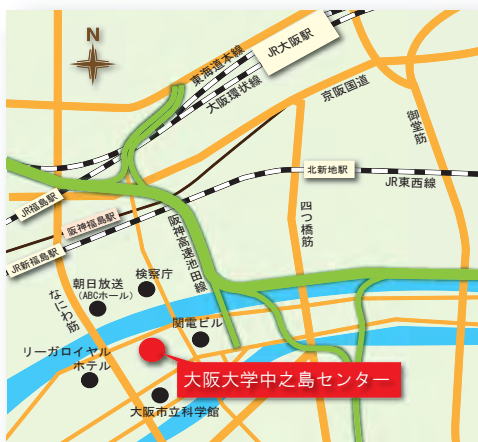 N
JR大阪駅
東海道本線
大阪環状線
京阪国道
御堂筋
北新地駅
JR東西線
JR福島駅
阪神福島駅
JR新福島駅
阪神高速池田線
四つ橋筋
なにわ筋
検察庁
朝日放送
(ABCホール)
関電ビル
リーガロイヤル
ホテル
大阪大学中之島センター
大阪市立科学館